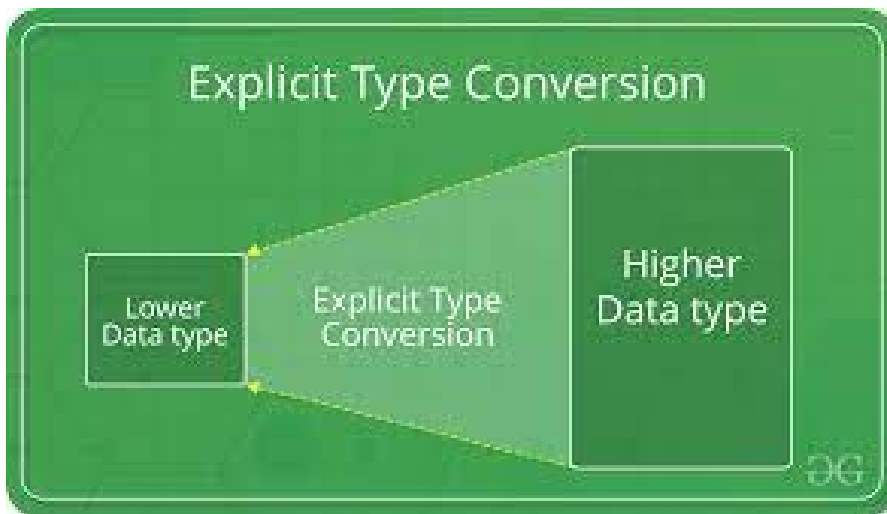 Explicit Type Conversion
Lower
Data type
Explicit Type
Conversion
Higher
Data type